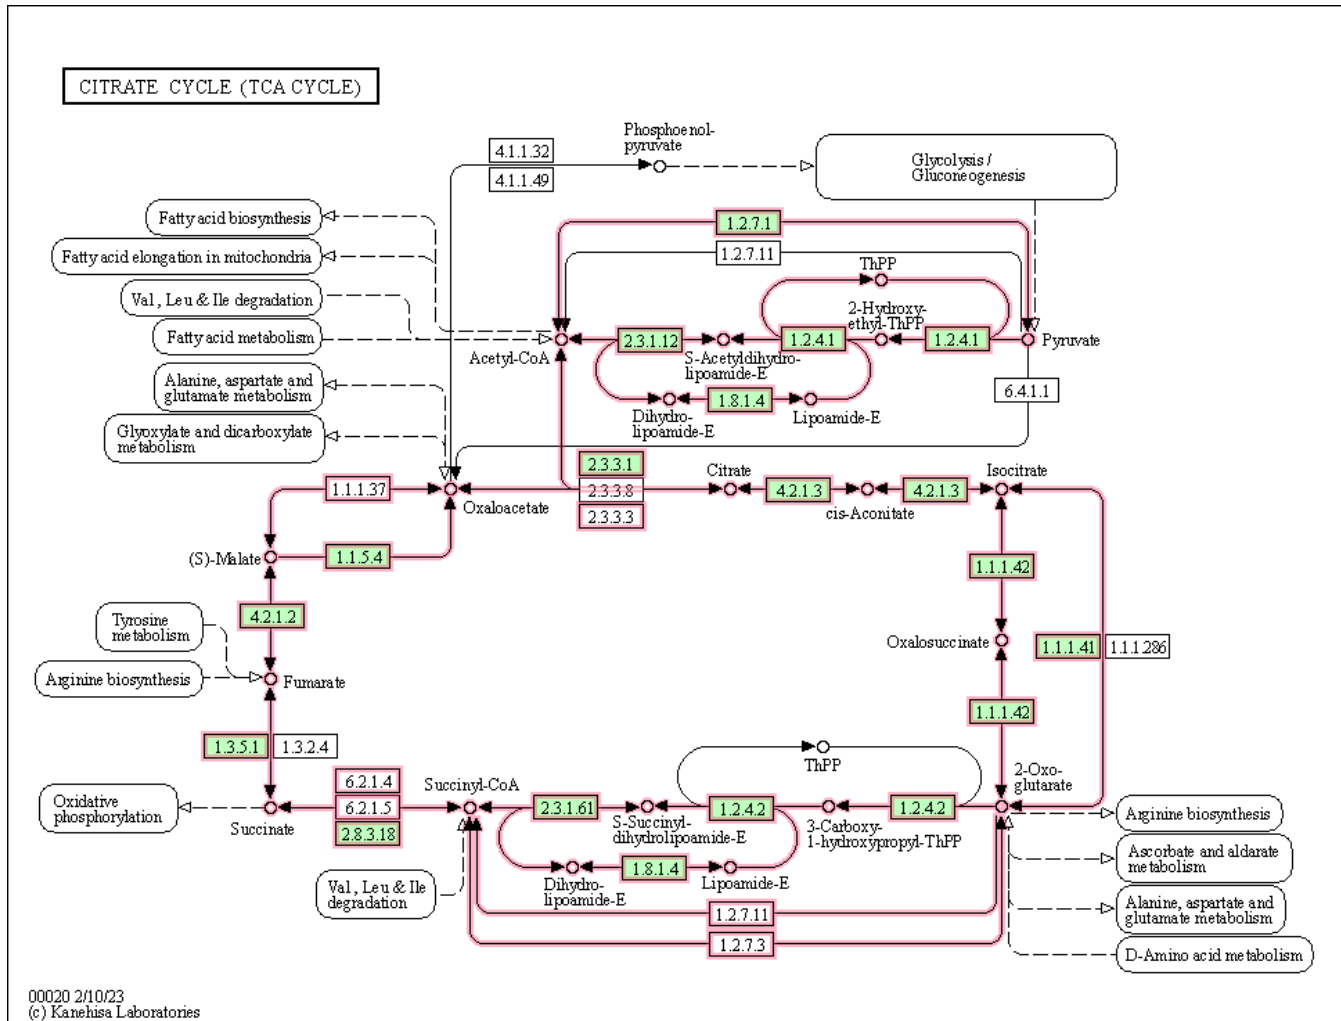 CITRATE CYCLE (TCA CYCLE)
Phosphoenol-
pyruvate
4.1.1.32
4.1.1.49
Glycolysis /
Gluconeogenesis
Fatty acid biosynthesis
Fatty acid elongation in mitochondria
Val, Leu & Ile degradation
Fatty acid metabolism
Alanine, aspartate and
glutamate metabolism
Glyoxylate and dicarboxylate
metabolism
1.2.7.1
1.2.7.11
ThPP
2-Hydroxy-
ethyl-ThPP
Acetyl-CoA
2.3.1.12
S-Acetyldihydro-
lipoamide-E
1.2.4.1
1.2.4.1
Pyruvate
Dihydro-
lipoamide-E
1.8.1.4
Lipoamide-E
6.4.1.1
1.1.1.37
Oxaloacetate
2.3.3.1
2.3.3.8
2.3.3.3
Citrate
4.2.1.3
cis-Aconitate
4.2.1.3
Isocitrate
(S)-Malate
1.1.5.4
1.1.1.42
4.2.1.2
Tyrosine
metabolism
Arginine biosynthesis
Fumarate
Oxalosuccinate
1.1.1.41
1.1.1.286
1.1.1.42
1.3.5.1
1.3.2.4
Oxidative
phosphorylation
Succinate
6.2.1.4
6.2.1.5
2.8.3.18
Succinyl-CoA
2.3.1.61
S-Succinyl-
dihydrolipoamide-E
1.2.4.2
ThPP
3-Carboxy-
1-hydroxypropyl-ThPP
1.2.4.2
2-Oxo-
glutarate
Val, Leu & Ile
degradation
Dihydro-
lipoamide-E
1.8.1.4
Lipoamide-E
1.2.7.11
1.2.7.3
Arginine biosynthesis
Ascorbate and aldarate
metabolism
Alanine, aspartate and
glutamate metabolism
D-Amino acid metabolism
00020 2/10/23
(c) Kanehisa Laboratories